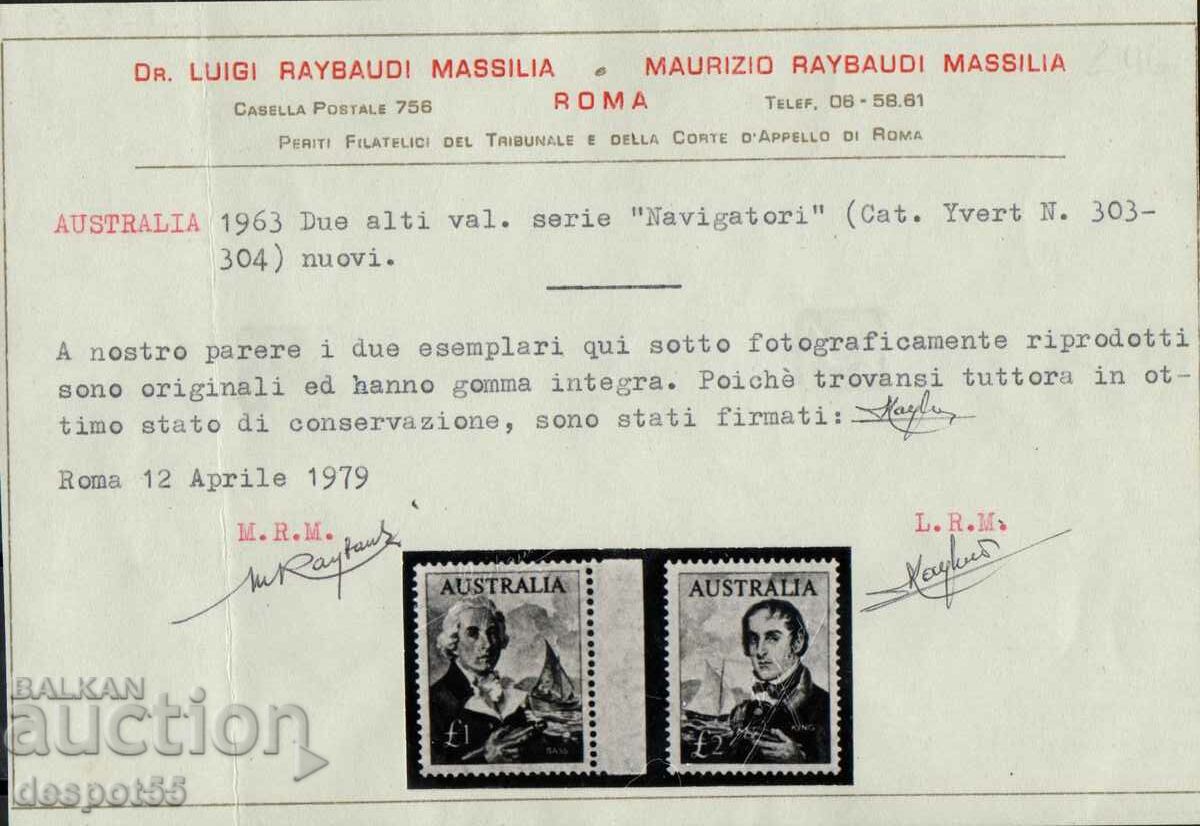 DR. LUIGI RAYBAUDI MASSILIA • MAURIZIO RAYBAUDI MASSILIA
CASELLA POSTALE 756 ROMA TELEF. 06-58.61
PERITI FILATELICI DEL TRIBUNALE E DELLA CORTE D'APPELLO DI ROMA
AUSTRALIA 1963 Due alti val. serie "Navigatori" (Cat. Yvert N. 303-
304) nuovi.
A nostro parere i due esemplari qui sotto fotograficamente riprodotti
sono originali ed hanno gomma integra. Poichè trovansi tuttora in ot-
timo stato di conservazione, sono stati firmati:
Roma 12 Aprile 1979
M.R.M. L.R.M.
MRaybaudi
AUSTRALIA AUSTRALIA
£1 BASS £2 KING
BALKAN
auction
despot55